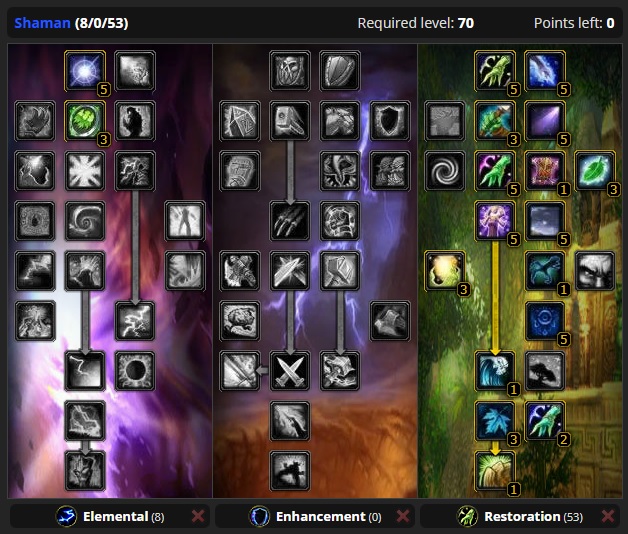 Shaman (8/0/53) Required level: 70 Points left: 0
5 5 5
3 3 5
5 1 3
5 5
3 1
5
1
3 2
1
Elemental (8) Enhancement (0) Restoration (53)